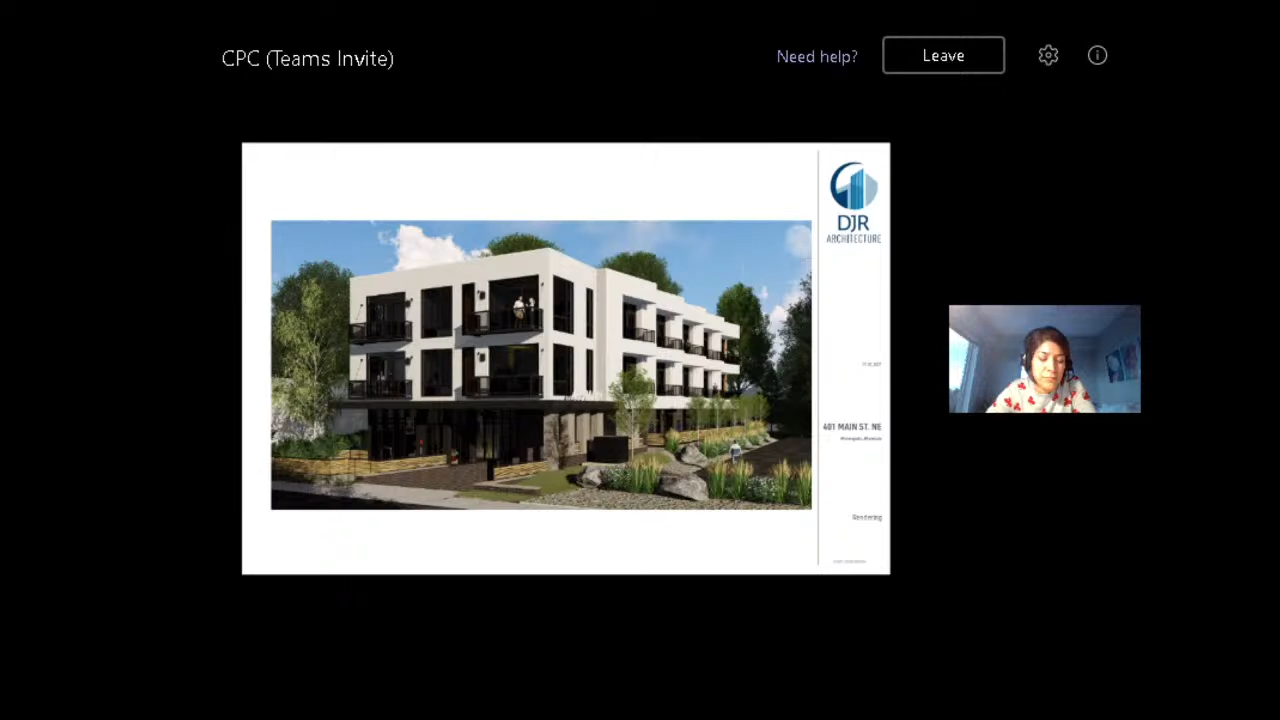 CPC (Teams Invite)
Need help?
Leave
DJR
ARCHITECTURE
401 MAIN ST. NE
Rendering